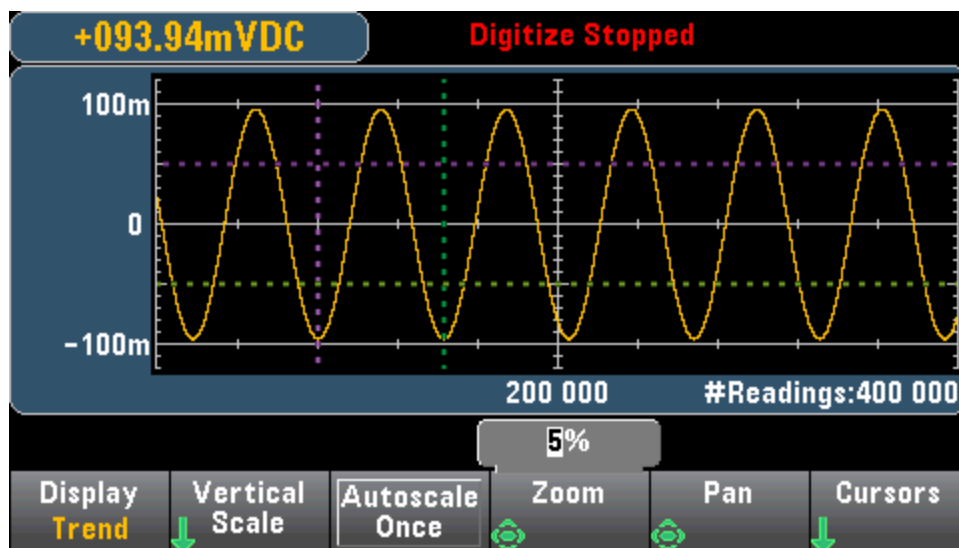 +093.94mVDC
Digitize Stopped
100m
0
-100m
200 000
#Readings:400 000
5%
Display
Trend
Vertical
Scale
Autoscale
Once
Zoom
Pan
Cursors